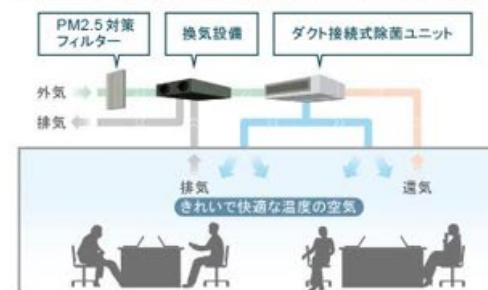 PM2.5対策
フィルター
換気設備
ダクト接続式除菌ユニット
外気
排気
排気
還気
きれいで快適な温度の空気